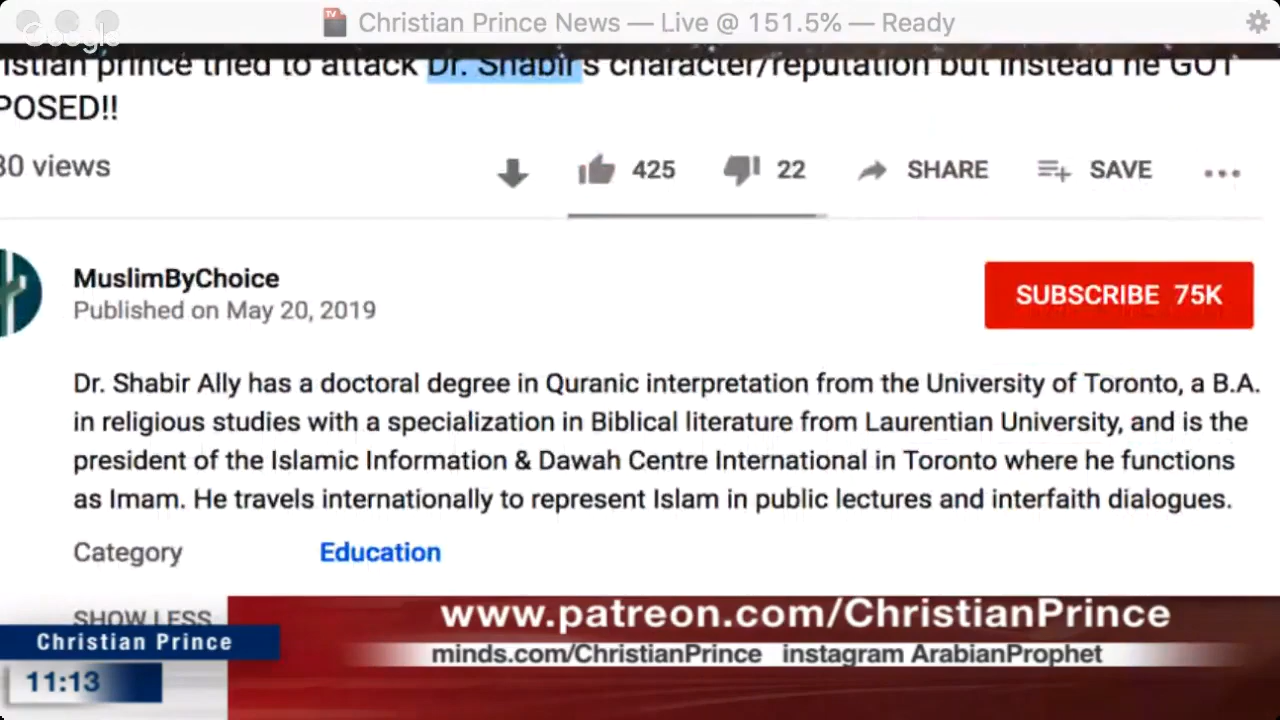 Google
Christian Prince News — Live @ 151.5% — Ready
istian prince tried to attack Dr. Shabir's character/reputation but instead he GOT
POSED!!
30 views
425
22
SHARE
SAVE
MuslimByChoice
Published on May 20, 2019
SUBSCRIBE 75K
Dr. Shabir Ally has a doctoral degree in Quranic interpretation from the University of Toronto, a B.A.
in religious studies with a specialization in Biblical literature from Laurentian University, and is the
president of the Islamic Information & Dawah Centre International in Toronto where he functions
as Imam. He travels internationally to represent Islam in public lectures and interfaith dialogues.
Category
Education
SHOW LESS
www.patreon.com/ChristianPrince
Christian Prince
minds.com/ChristianPrince instagram ArabianProphet
11:13